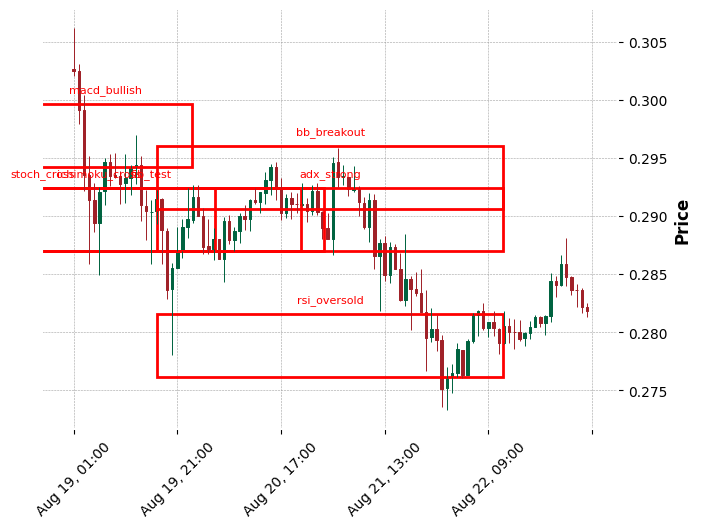 0.305
macd_bullish
0.300
bb_breakout
0.295
stoch_cross
ichimoku_cross
fib_test
adx_strong
0.290
Price
0.285
rsi_oversold
0.280
0.275
Aug 19, 01:00
Aug 19, 21:00
Aug 20, 17:00
Aug 21, 13:00
Aug 22, 09:00